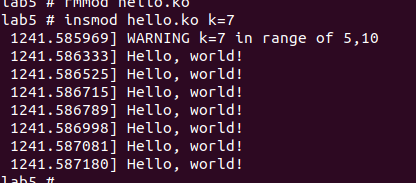 lab5 # rmmod hello.ko
lab5 # insmod hello.ko k=7
1241.585969] WARNING k=7 in range of 5,10
1241.586333] Hello, world!
1241.586525] Hello, world!
1241.586715] Hello, world!
1241.586789] Hello, world!
1241.586998] Hello, world!
1241.587081] Hello, world!
1241.587180] Hello, world!
lab5 #